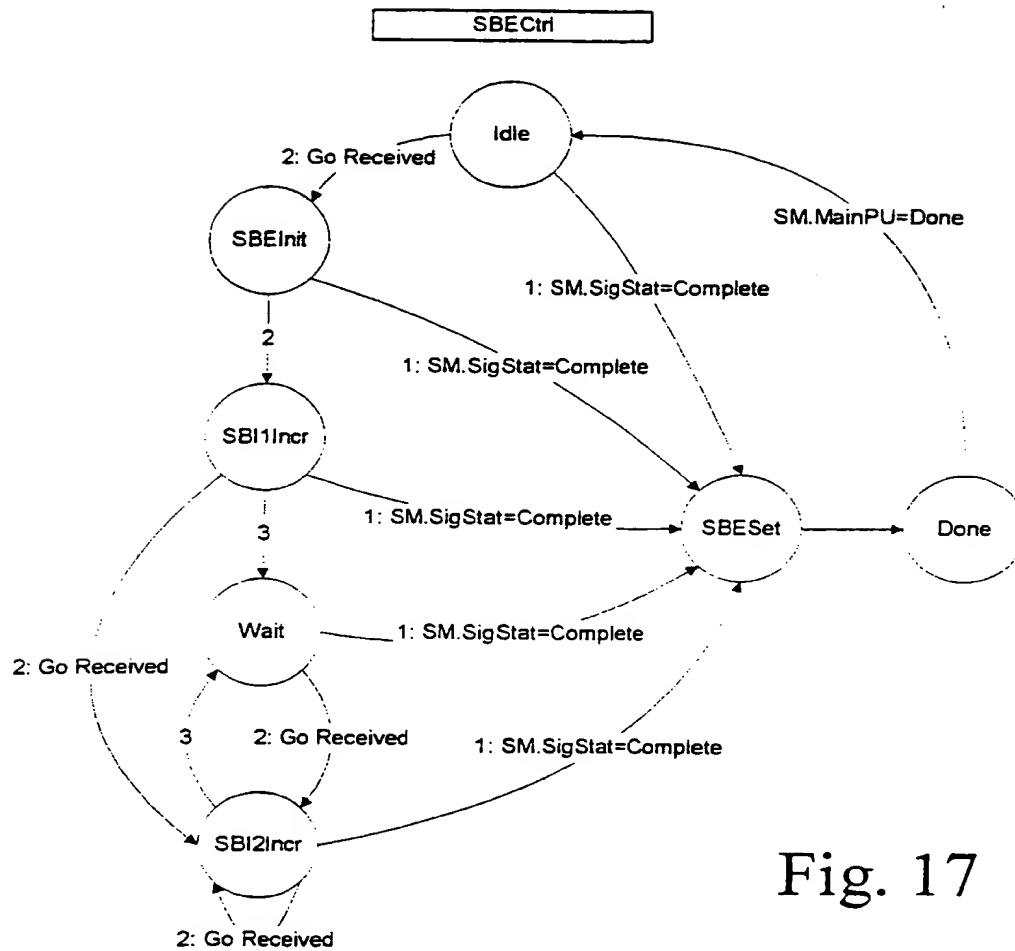 SBECtrl
Idle
2: Go Received
SM.MainPU=Done
SBEInit
1: SM.SigStat=Complete
2
1: SM.SigStat=Complete
SBI1Incr
1: SM.SigStat=Complete
SBESet
Done
3
Wait
1: SM.SigStat=Complete
2: Go Received
3
2: Go Received
1: SM.SigStat=Complete
SBI2Incr
Fig. 17
2: Go Received